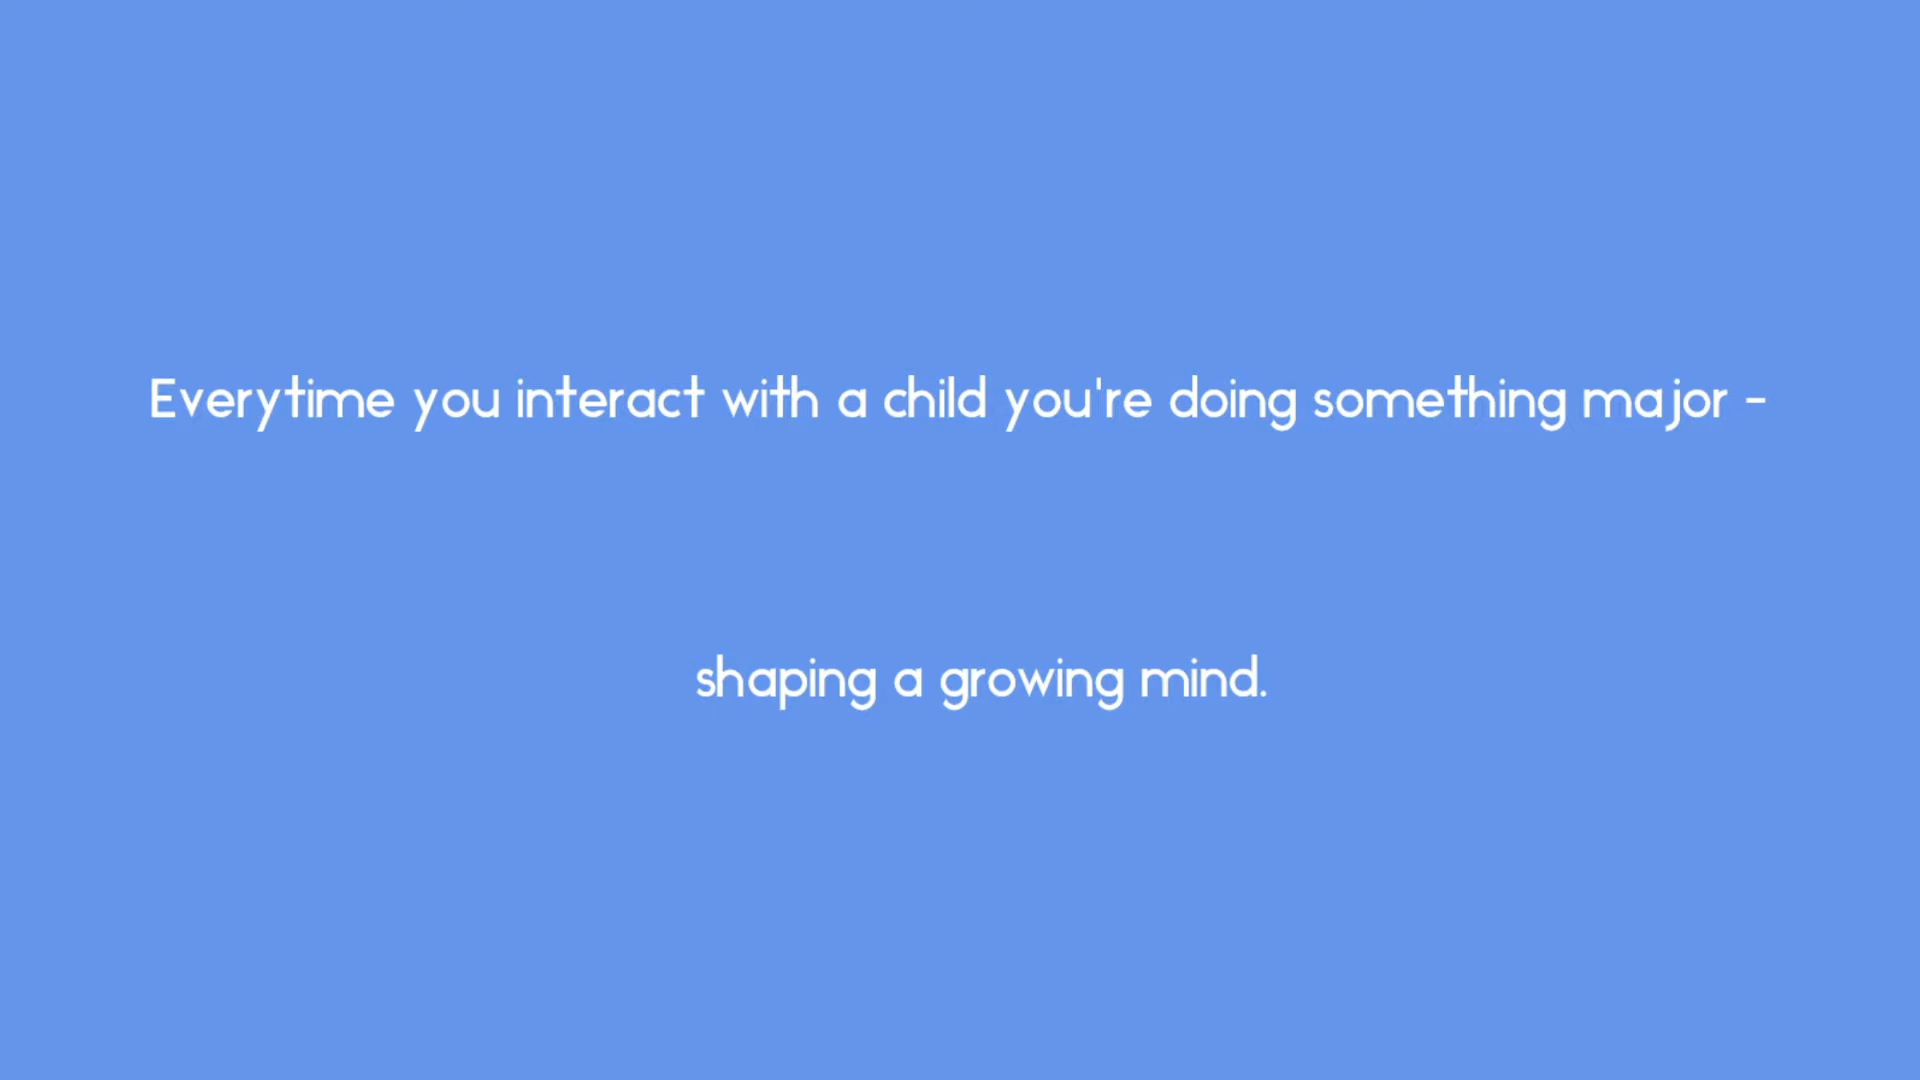 Everytime you interact with a child you're doing something major -
shaping a growing mind.